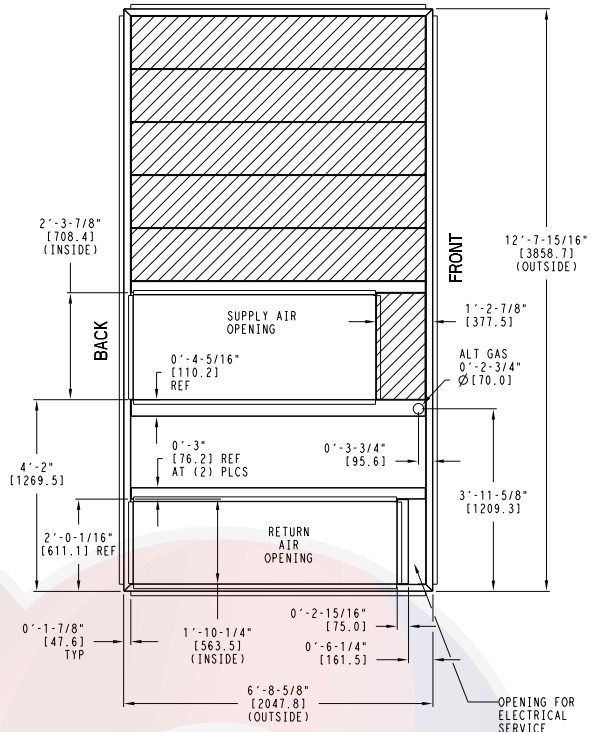 2'-3-7/8"
[708.4]
(INSIDE)
BACK
SUPPLY AIR
OPENING
FRONT
12'-7-15/16"
[3858.7]
(OUTSIDE)
1'-2-7/8"
[377.5]
0'-4-5/16"
[110.2]
REF
ALT GAS
0'-2-3/4"
Ø[70.0]
4'-2"
[1269.5]
0'-3"
[76.2] REF
AT (2) PLCS
0'-3-3/4"
[95.6]
3'-11-5/8"
[1209.3]
2'-0-1/16"
[611.1] REF
RETURN
AIR
OPENING
0'-1-7/8"
[47.6]
TYP
1'-10-1/4"
[563.5]
(INSIDE)
0'-2-15/16"
[75.0]
0'-6-1/4"
[161.5]
6'-8-5/8"
[2047.8]
(OUTSIDE)
OPENING FOR
ELECTRICAL
SERVICE